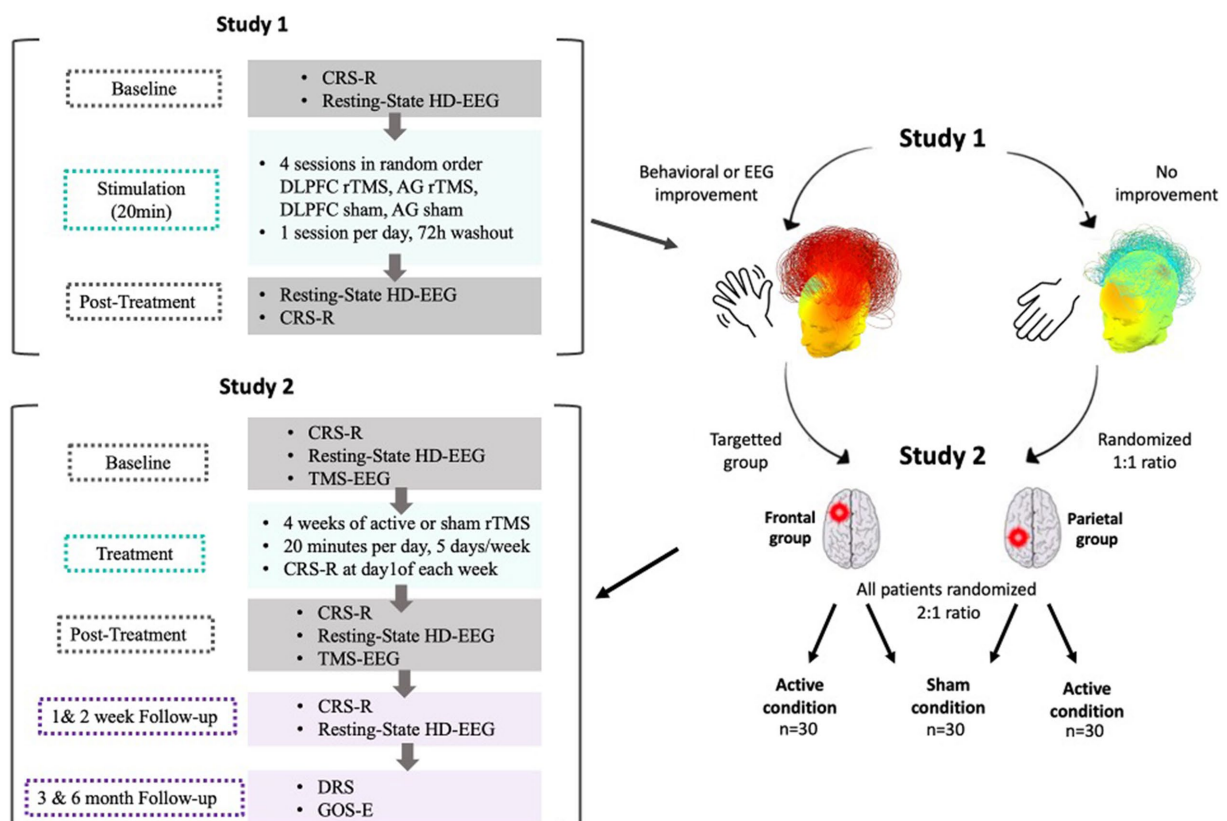 Study 1
Baseline
• CRS-R
• Resting-State HD-EEG
Stimulation
(20min)
• 4 sessions in random order
DLPFC rTMS, AG rTMS,
DLPFC sham, AG sham
• 1 session per day, 72h washout
Post-Treatment
• Resting-State HD-EEG
• CRS-R
Study 2
Baseline
• CRS-R
• Resting-State HD-EEG
• TMS-EEG
Treatment
• 4 weeks of active or sham rTMS
• 20 minutes per day, 5 days/week
• CRS-R at day1of each week
Post-Treatment
• CRS-R
• Resting-State HD-EEG
• TMS-EEG
1& 2 week Follow-up
• CRS-R
• Resting-State HD-EEG
3 & 6 month Follow-up
• DRS
• GOS-E
Study 1
Behavioral or EEG
improvement
No
improvement
Targetted
group
Study 2
Randomized
1:1 ratio
Frontal
group
Parietal
group
All patients randomized
2:1 ratio
Active
condition
n=30
Sham
condition
n=30
Active
condition
n=30